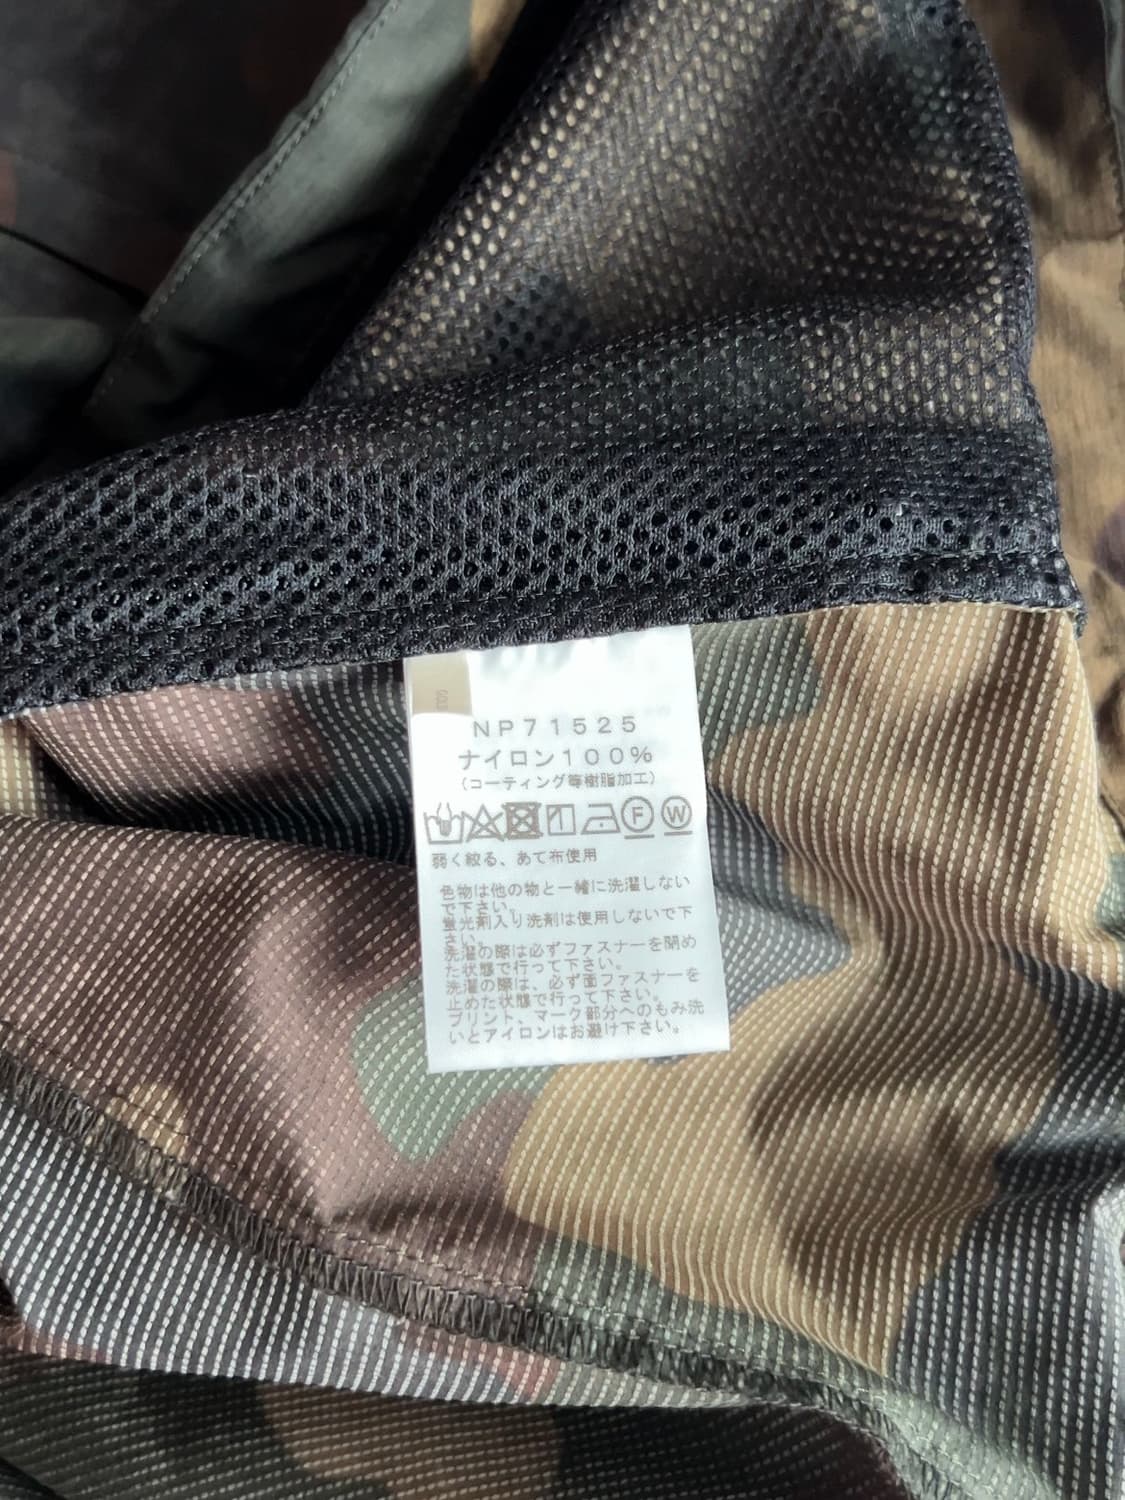 NP71525
ナイロン100%
（コーティング等樹脂加工）
F W
弱く絞る、あて布使用
色物は他の物と一緒に洗濯しない
で下さい。
蛍光剤入り洗剤は使用しないで下
さい。
洗濯の際は必ずファスナーを閉め
た状態で行って下さい。
洗濯の際は、必ず面ファスナーを
止めた状態で行って下さい。
プリント、マーク部分へのもみ洗
いとアイロンはお避け下さい。